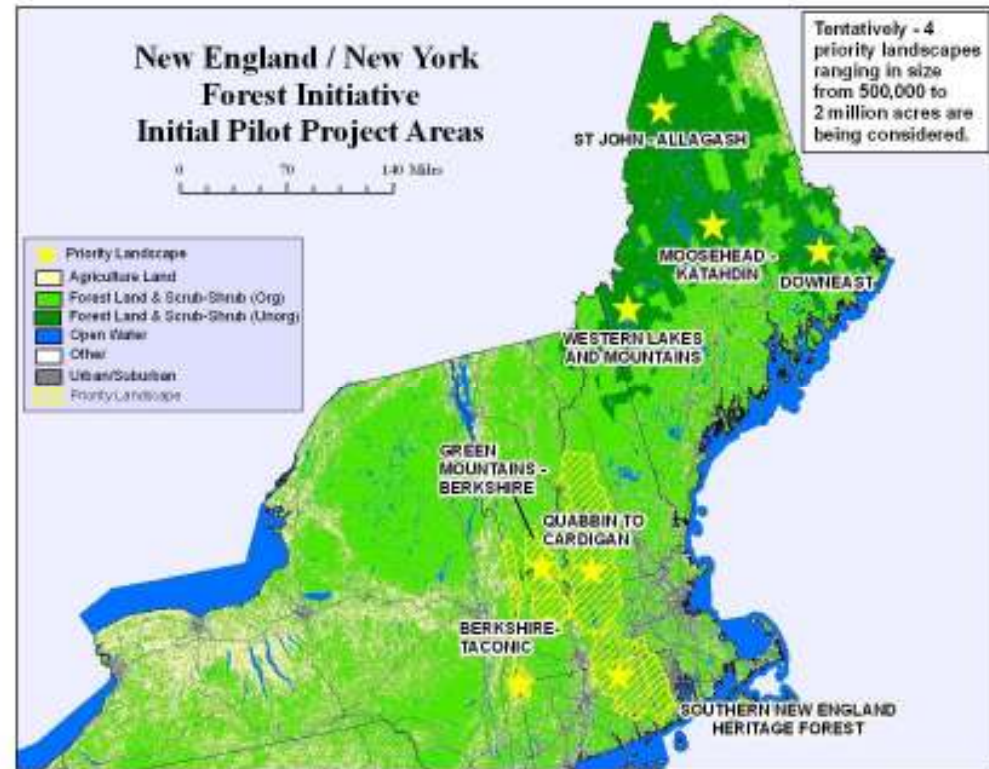 New England / New York
Forest Initiative
Initial Pilot Project Areas
0 70 140 Miles
Tentatively - 4
priority landscapes
ranging in size
from 500,000 to
2 million acres are
being considered.
Priority Landscape
Agriculture Land
Forest Land & Scrub-Shrub (Org)
Forest Land & Scrub-Shrub (Unorg)
Open Water
Other
Urban/Suburban
Priority Landscape
ST JOHN - ALLAGASH
MOOSEHEAD -
KATAHDIN
DOWNEAST
WESTERN LAKES
AND MOUNTAINS
GREEN
MOUNTAINS -
BERKSHIRE
QUABBIN TO
CARDIGAN
BERKSHIRE-
TACONIC
SOUTHERN NEW ENGLAND
HERITAGE FOREST